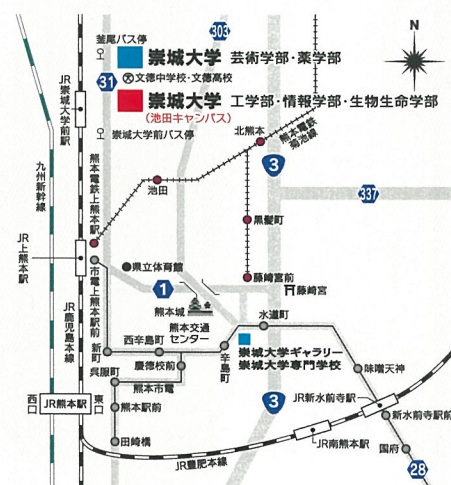 釜尾バス停
303
N
崇城大学 芸術学部・薬学部
31
文徳中学校・文徳高校
崇城大学 工学部・情報学部・生物生命学部
(池田キャンパス)
JR崇城大学前駅
崇城大学前バス停
北熊本
熊本電鉄菊池線
3
九州新幹線
熊本電鉄上熊本駅
池田
337
黒髪町
JR上熊本駅
県立体育館
市電上熊本駅前
1
藤崎宮前
藤崎宮
熊本城
JR鹿児島本線
水道町
熊本交通センター
西辛島町
新町
辛島町
崇城大学ギャラリー
崇城大学専門学校
慶徳校前
呉服町
味噌天神
熊本市電
JR新水前寺駅
3
西口
JR熊本駅
東口
熊本駅前
新水前寺駅前
田崎橋
JR南熊本駅
国府
JR豊肥本線
28